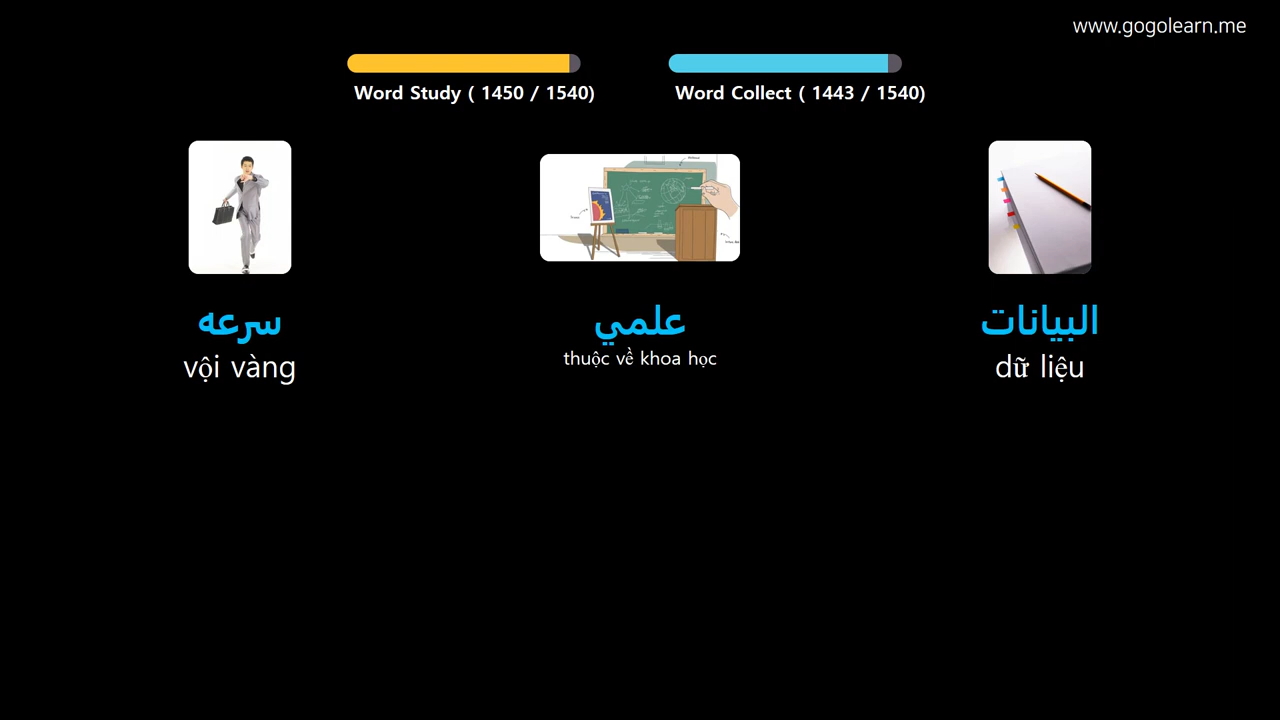 www.gogolearn.me
Word Study ( 1450 / 1540)
Word Collect ( 1443 / 1540)
سرعه
vội vàng
علمي
thuộc về khoa học
البيانات
dữ liệu